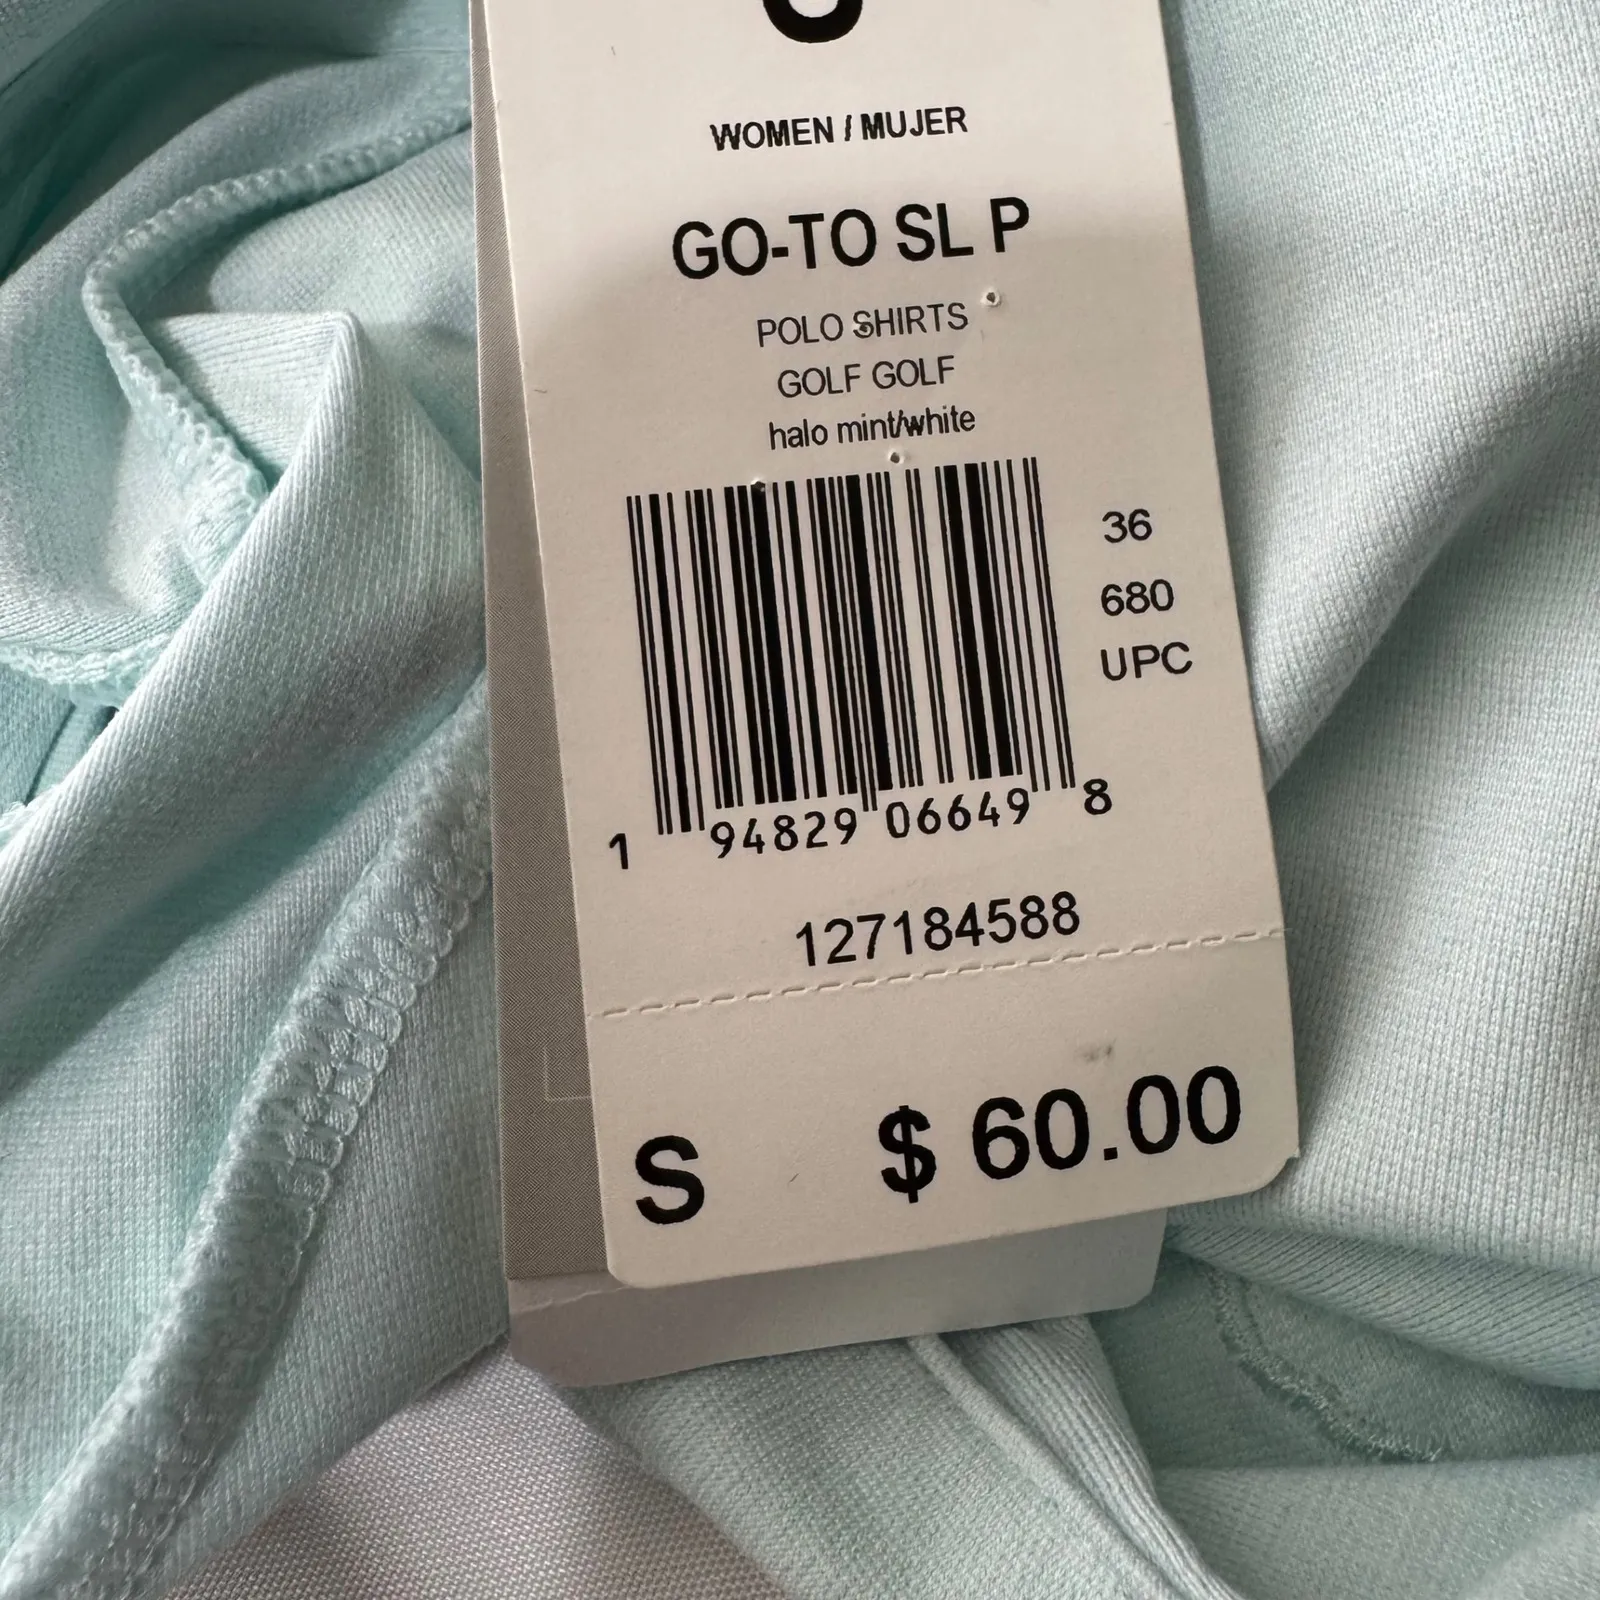 WOMEN / MUJER
GO-TO SL P
POLO SHIRTS
GOLF GOLF
halo mint/white
36
680
UPC
1 94829 06649 8
127184588
S $ 60.00